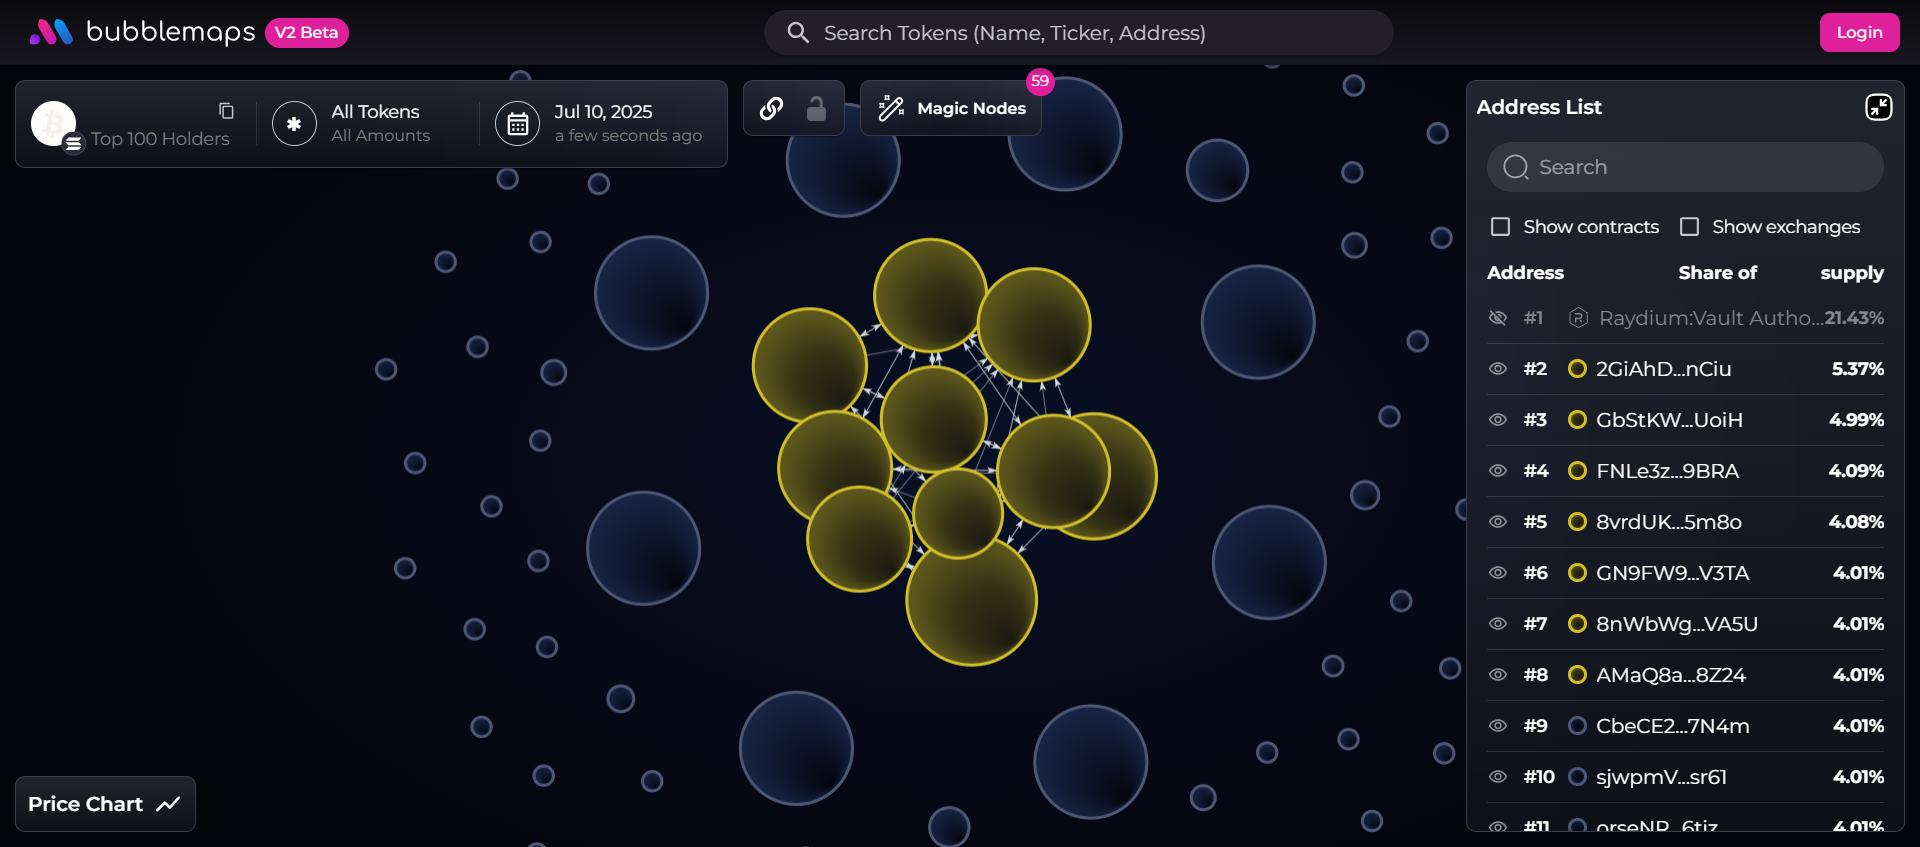 bubblemaps V2 Beta
Search Tokens (Name, Ticker, Address)
Login
Top 100 Holders
All Tokens
All Amounts
Jul 10, 2025
a few seconds ago
Magic Nodes
59
Address List
Search
Show contracts
Show exchanges
Address Share of supply
#1 Raydium:Vault Autho... 21.43%
#2 2GiAhD...nCiu 5.37%
#3 GbStKW...UoiH 4.99%
#4 FNLe3z...9BRA 4.09%
#5 8vrdUK...5m8o 4.08%
#6 GN9FW9...V3TA 4.01%
#7 8nWbWg...VA5U 4.01%
#8 AMaQ8a...8Z24 4.01%
#9 CbeCE2...7N4m 4.01%
#10 sjwpmV...sr61 4.01%
#11 4.01%
Price Chart